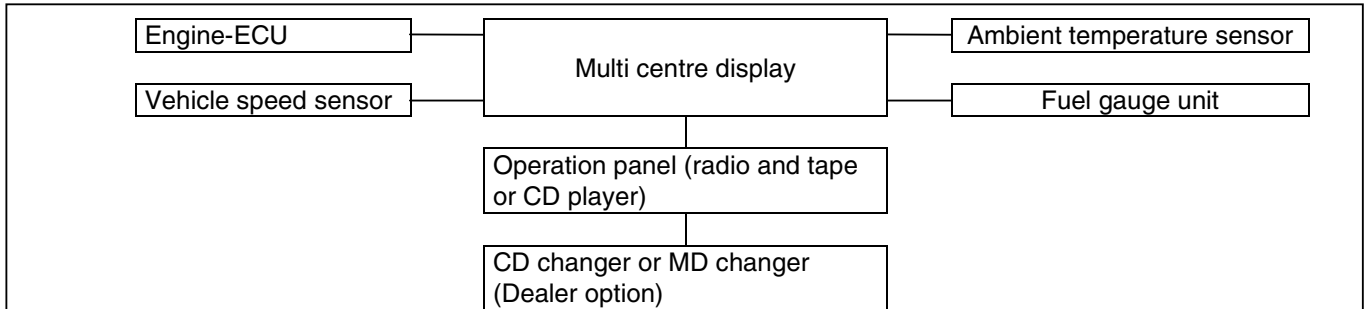 Engine-ECU
Multi centre display
Ambient temperature sensor
Vehicle speed sensor
Fuel gauge unit
Operation panel (radio and tape
or CD player)
CD changer or MD changer
(Dealer option)